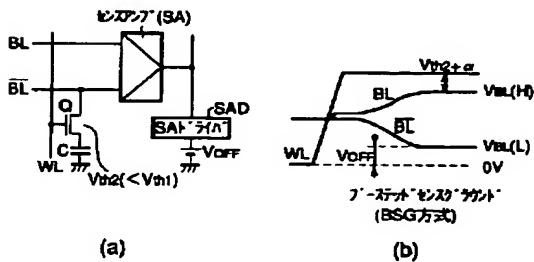 センスアンプ(SA)
BL
B̅L̅
Q
C
WL
Vth2(<Vth1)
SAD
SAドライバ
VOFF
(a)
Vth2+α
BL
VBL(H)
B̅L̅
VBL(L)
WL
VOFF
0V
ブーステッドセンスグラウンド
(BSG方式)
(b)